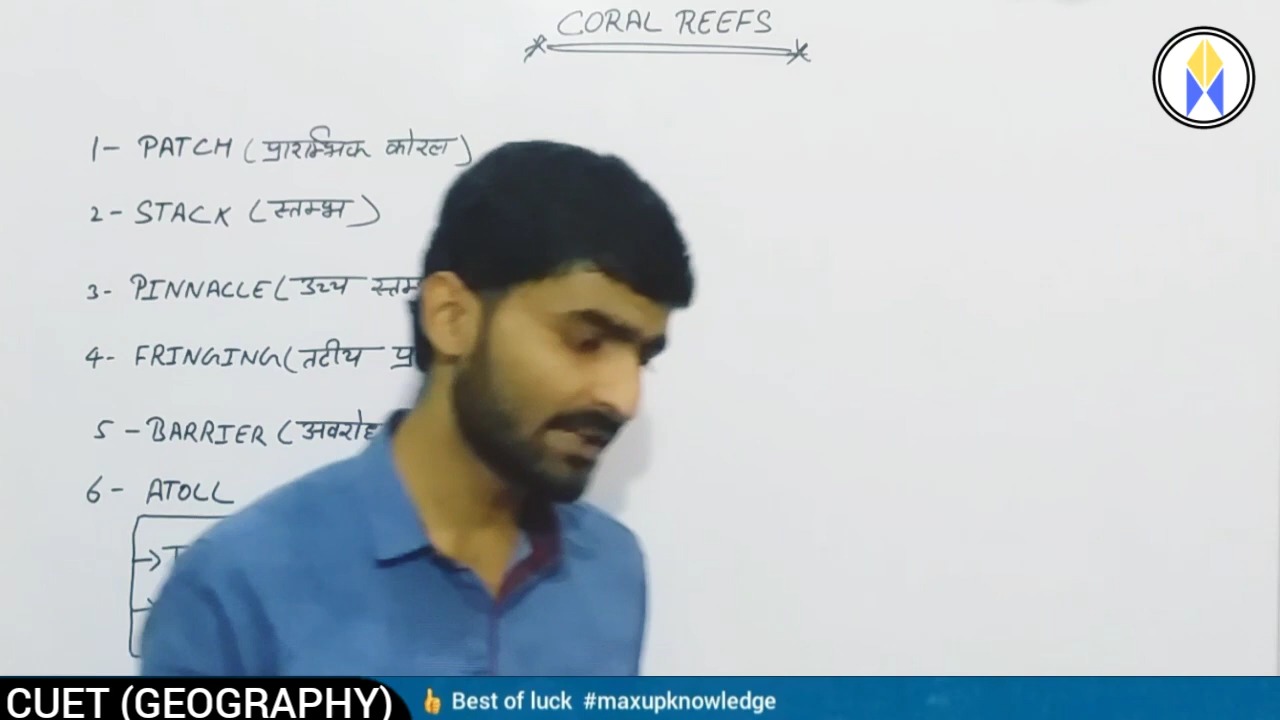 CORAL REEFS
1- PATCH (प्रारम्भिक कोरल)
2- STACK (स्तम्भ)
3- PINNACLE (उच्च
4- FRINGING (तटीय
5- BARRIER (
6- ATOLL
CUET (GEOGRAPHY)
👍 Best of luck #maxupknowledge